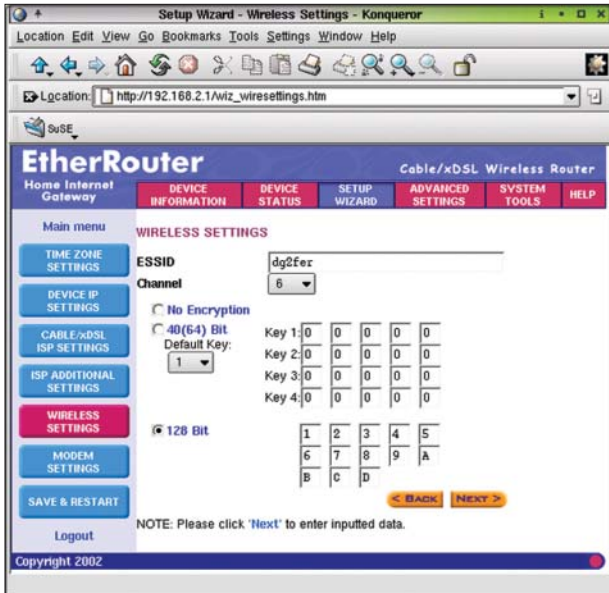 Setup Wizard - Wireless Settings - Konqueror
Location Edit View Go Bookmarks Tools Settings Window Help
Location: http://192.168.2.1/wiz_wiresettings.htm
SuSE
EtherRouter
Cable/xDSL Wireless Router
Home Internet Gateway
DEVICE INFORMATION
DEVICE STATUS
SETUP WIZARD
ADVANCED SETTINGS
SYSTEM TOOLS
HELP
Main menu
TIME ZONE SETTINGS
DEVICE IP SETTINGS
CABLE/xDSL ISP SETTINGS
ISP ADDITIONAL SETTINGS
WIRELESS SETTINGS
MODEM SETTINGS
SAVE & RESTART
Logout
WIRELESS SETTINGS
ESSID dg2fer
Channel 6
No Encryption
40(64) Bit
Default Key:
1
Key 1: 0 0 0 0 0
Key 2: 0 0 0 0 0
Key 3: 0 0 0 0 0
Key 4: 0 0 0 0 0
128 Bit
1 2 3 4 5
6 7 8 9 A
B C D
< BACK NEXT >
NOTE: Please click 'Next' to enter inputted data.
Copyright 2002